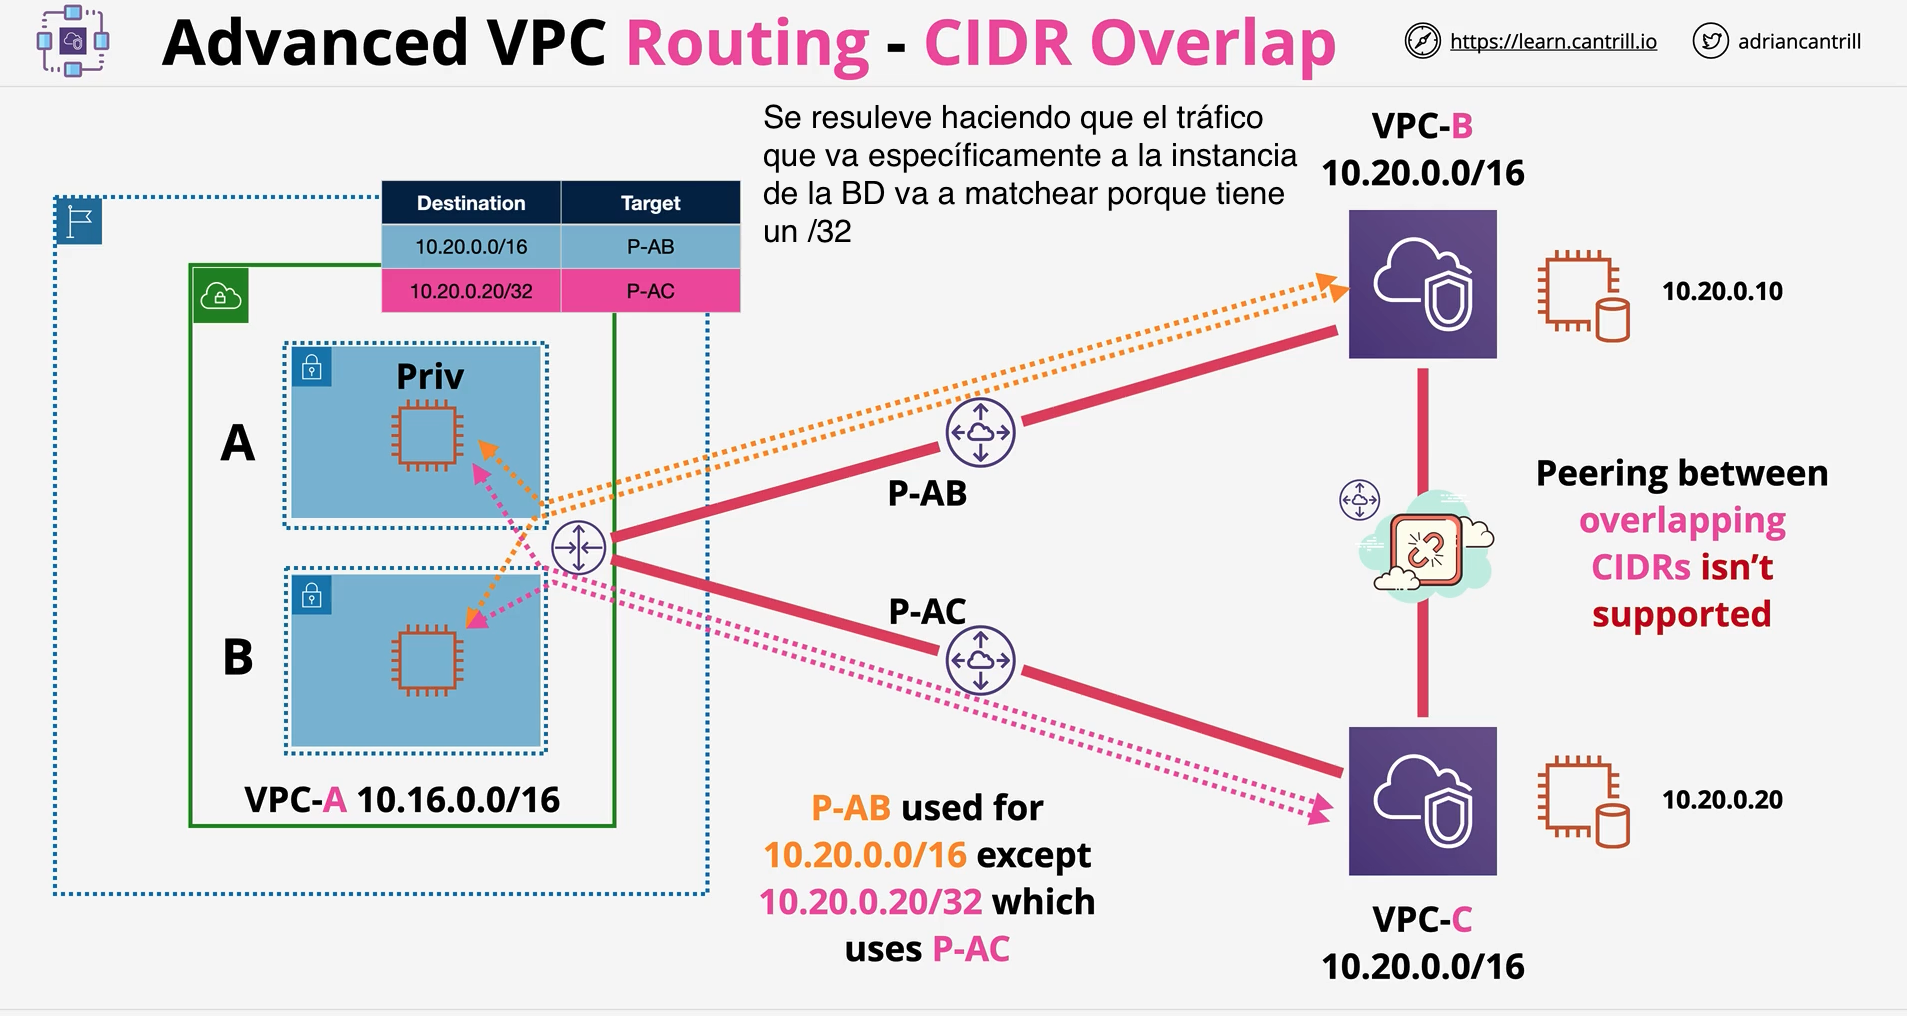 Advanced VPC Routing - CIDR Overlap
https://learn.cantrill.io
adriancantrill
Se resuleve haciendo que el tráfico
que va específicamente a la instancia
de la BD va a matchear porque tiene
un /32
VPC-B
10.20.0.0/16
Destination Target
10.20.0.0/16 P-AB
10.20.0.20/32 P-AC
10.20.0.10
Priv
A
P-AB
Peering between
overlapping
CIDRs isn't
supported
P-AC
B
VPC-A 10.16.0.0/16
10.20.0.20
P-AB used for
10.20.0.0/16 except
10.20.0.20/32 which
uses P-AC
VPC-C
10.20.0.0/16